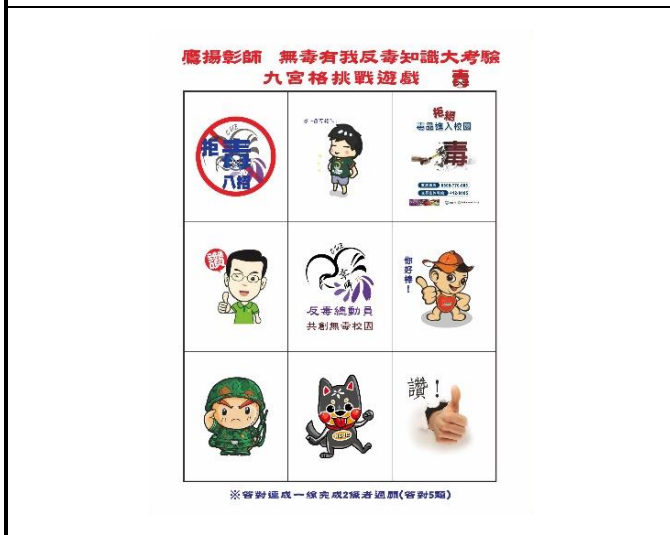 鷹揚彰師 無毒有我反毒知識大考驗
九宮格挑戰遊戲 毒
拒毒
八招
拒絕
毒品進入校園
毒
讚
反毒總動員
共創無毒校園
你好棒！
讚！
※答對連成一線完成2條者過關(答對5題)